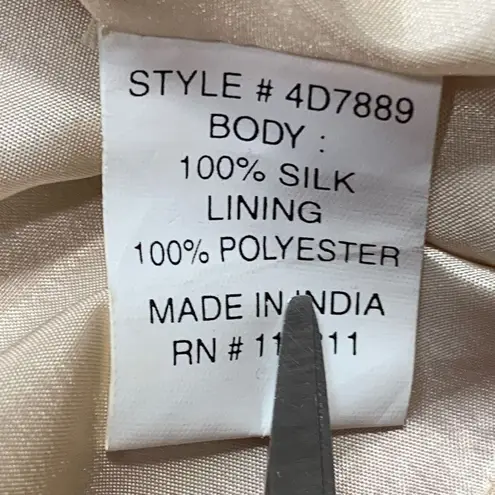 STYLE # 4D7889
BODY :
100% SILK
LINING
100% POLYESTER
MADE IN INDIA
RN #